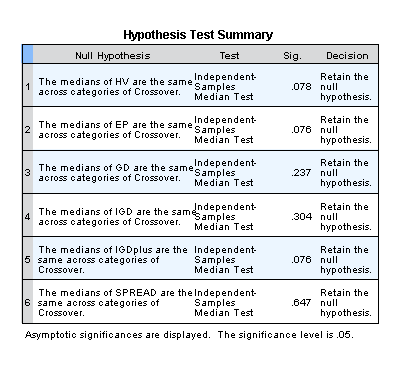 Hypothesis Test Summary
Null Hypothesis Test Sig. Decision
1 The medians of HV are the same across categories of Crossover. Independent-Samples Median Test .078 Retain the null hypothesis.
2 The medians of EP are the same across categories of Crossover. Independent-Samples Median Test .076 Retain the null hypothesis.
3 The medians of GD are the same across categories of Crossover. Independent-Samples Median Test .237 Retain the null hypothesis.
4 The medians of IGD are the same across categories of Crossover. Independent-Samples Median Test .304 Retain the null hypothesis.
5 The medians of IGDplus are the same across categories of Crossover. Independent-Samples Median Test .076 Retain the null hypothesis.
6 The medians of SPREAD are the same across categories of Crossover. Independent-Samples Median Test .647 Retain the null hypothesis.
Asymptotic significances are displayed. The significance level is .05.